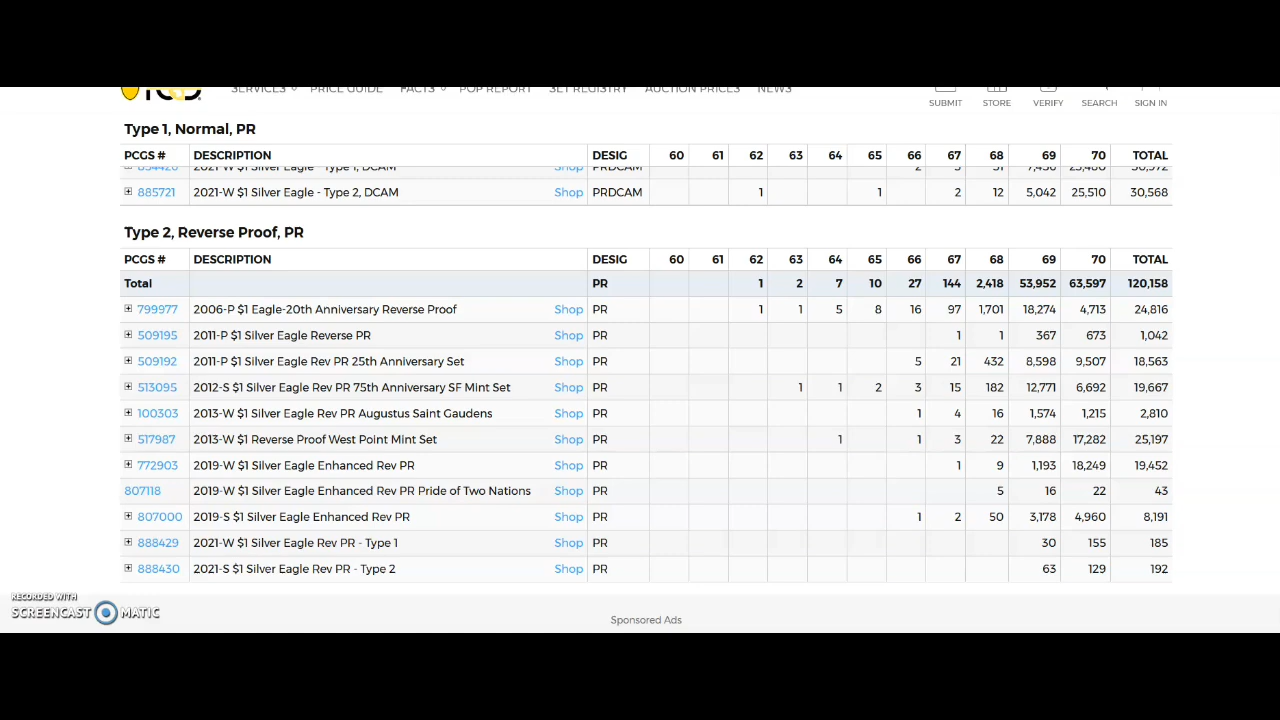 SERVICES PRICE GUIDE FACTS POP REPORT SET REGISTRY AUCTION PRICES NEWS
SUBMIT STORE VERIFY SEARCH SIGN IN
Type 1, Normal, PR
PCGS # DESCRIPTION DESIG 60 61 62 63 64 65 66 67 68 69 70 TOTAL
2021-W $1 Silver Eagle - Type 1, DCAM Shop PRDCAM
885721 2021-W $1 Silver Eagle - Type 2, DCAM Shop PRDCAM 1 1 2 12 5,042 25,510 30,568
Type 2, Reverse Proof, PR
PCGS # DESCRIPTION DESIG 60 61 62 63 64 65 66 67 68 69 70 TOTAL
Total PR 1 2 7 10 27 144 2,418 53,952 63,597 120,158
799977 2006-P $1 Eagle-20th Anniversary Reverse Proof Shop PR 1 1 5 8 16 97 1,701 18,274 4,713 24,816
509195 2011-P $1 Silver Eagle Reverse PR Shop PR 1 1 367 673 1,042
509192 2011-P $1 Silver Eagle Rev PR 25th Anniversary Set Shop PR 5 21 432 8,598 9,507 18,563
513095 2012-S $1 Silver Eagle Rev PR 75th Anniversary SF Mint Set Shop PR 1 1 2 3 15 182 12,771 6,692 19,667
100303 2013-W $1 Silver Eagle Rev PR Augustus Saint Gaudens Shop PR 1 4 16 1,574 1,215 2,810
517987 2013-W $1 Reverse Proof West Point Mint Set Shop PR 1 1 3 22 7,888 17,282 25,197
772903 2019-W $1 Silver Eagle Enhanced Rev PR Shop PR 1 9 1,193 18,249 19,452
807118 2019-W $1 Silver Eagle Enhanced Rev PR Pride of Two Nations Shop PR 5 16 22 43
807000 2019-S $1 Silver Eagle Enhanced Rev PR Shop PR 1 2 50 3,178 4,960 8,191
888429 2021-W $1 Silver Eagle Rev PR - Type 1 Shop PR 30 155 185
888430 2021-S $1 Silver Eagle Rev PR - Type 2 Shop PR 63 129 192
RECORDED WITH
SCREENCAST MATIC
Sponsored Ads